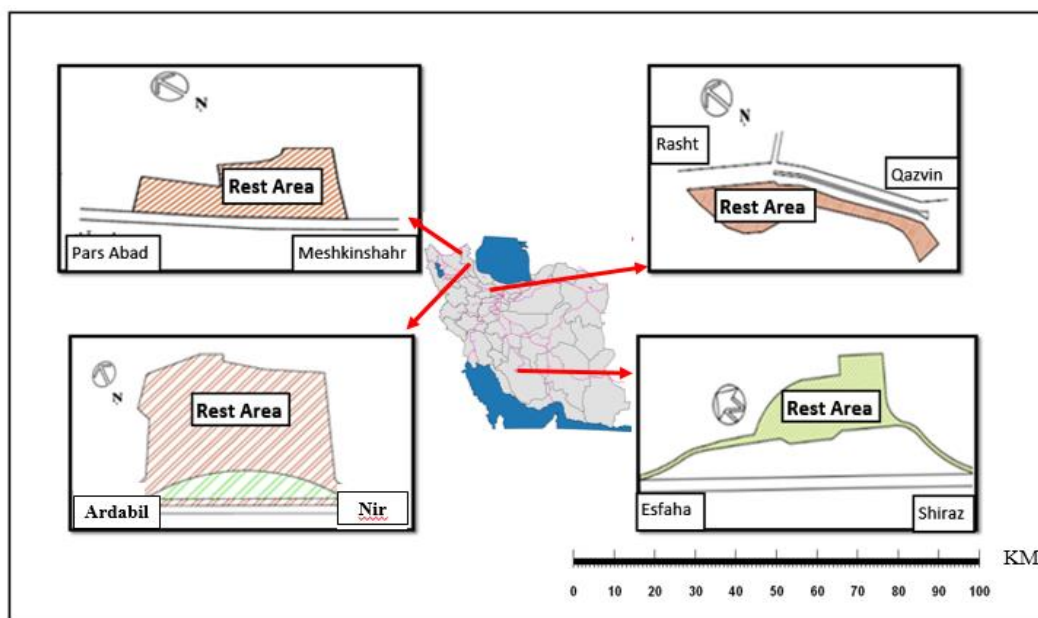 N
Rest Area
Pars Abad
Meshkinshahr
N
Rasht
Qazvin
Rest Area
N
Rest Area
Ardabil
Nir
Rest Area
Esfaha
Shiraz
KM
0 10 20 30 40 50 60 70 80 90 100